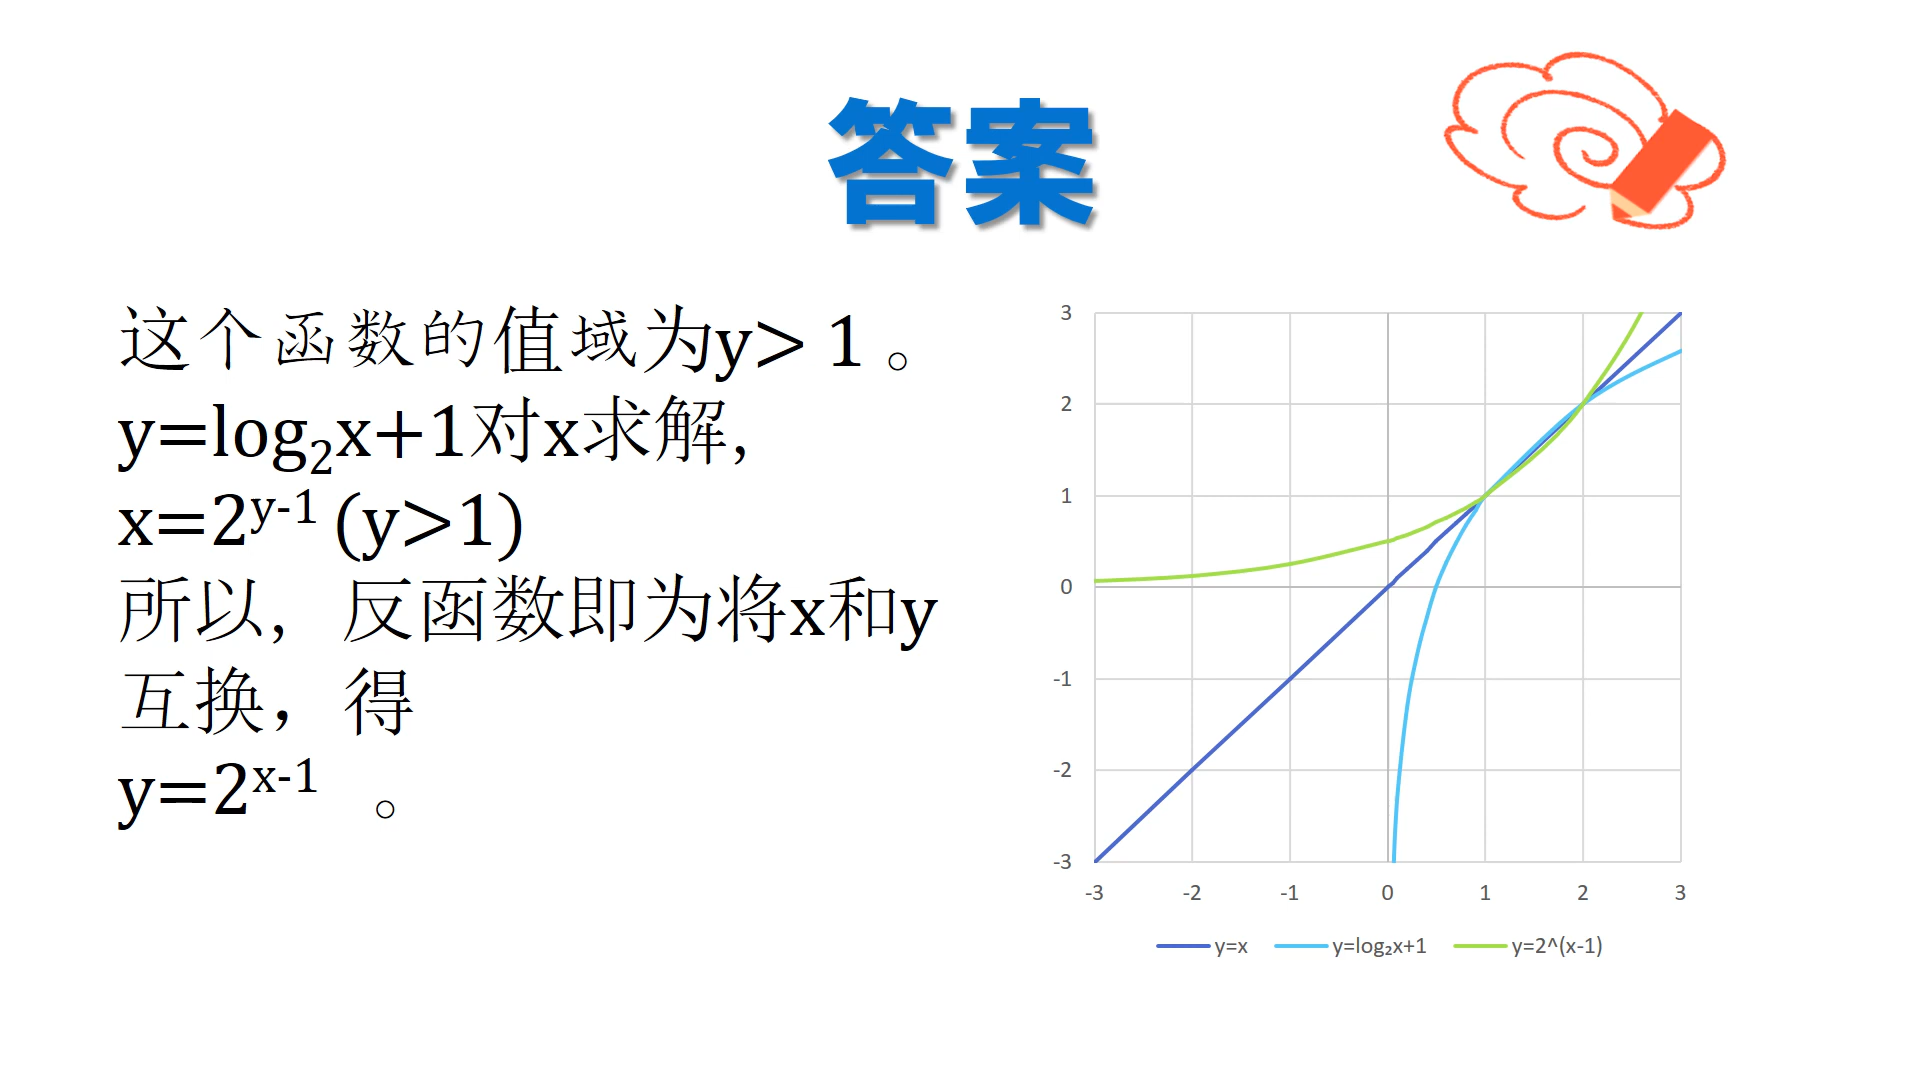 答案
这个函数的值域为y> 1 。
y=log₂x+1对x求解,
x=2^y-1 (y>1)
所以, 反函数即为将x和y
互换，得
y=2^x-1 。
3
2
1
0
-1
-2
-3
-3 -2 -1 0 1 2 3
y=x y=log₂x+1 y=2^(x-1)